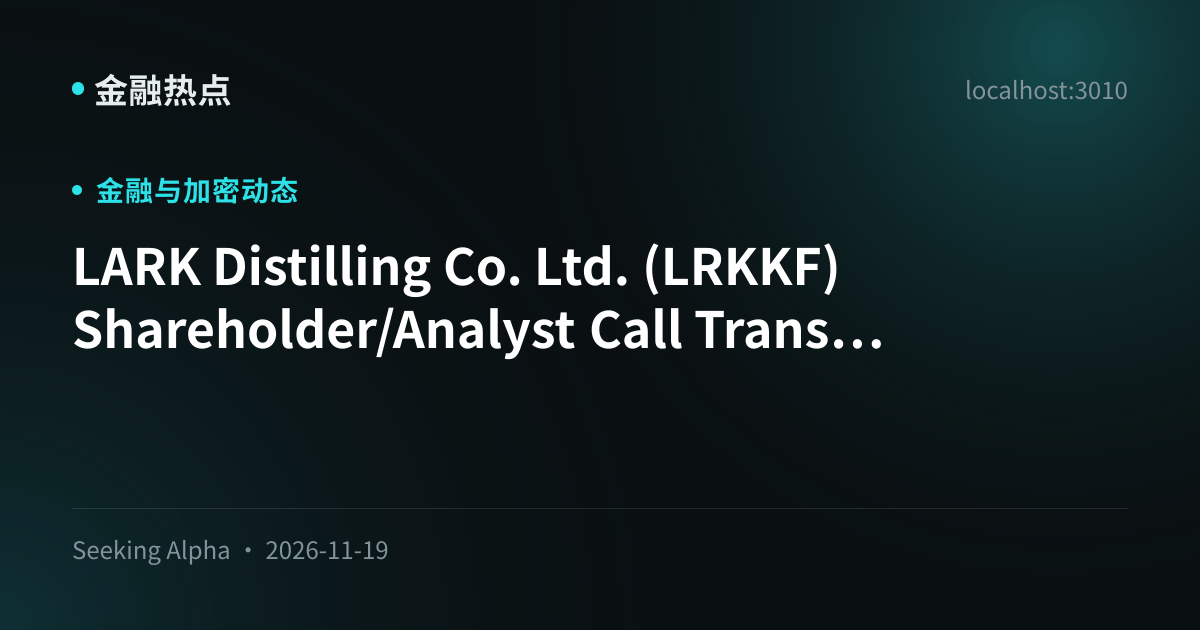 金融热点
localhost:3010
金融与加密动态
LARK Distilling Co. Ltd. (LRKKF)
Shareholder/Analyst Call Trans…
Seeking Alpha • 2026-11-19